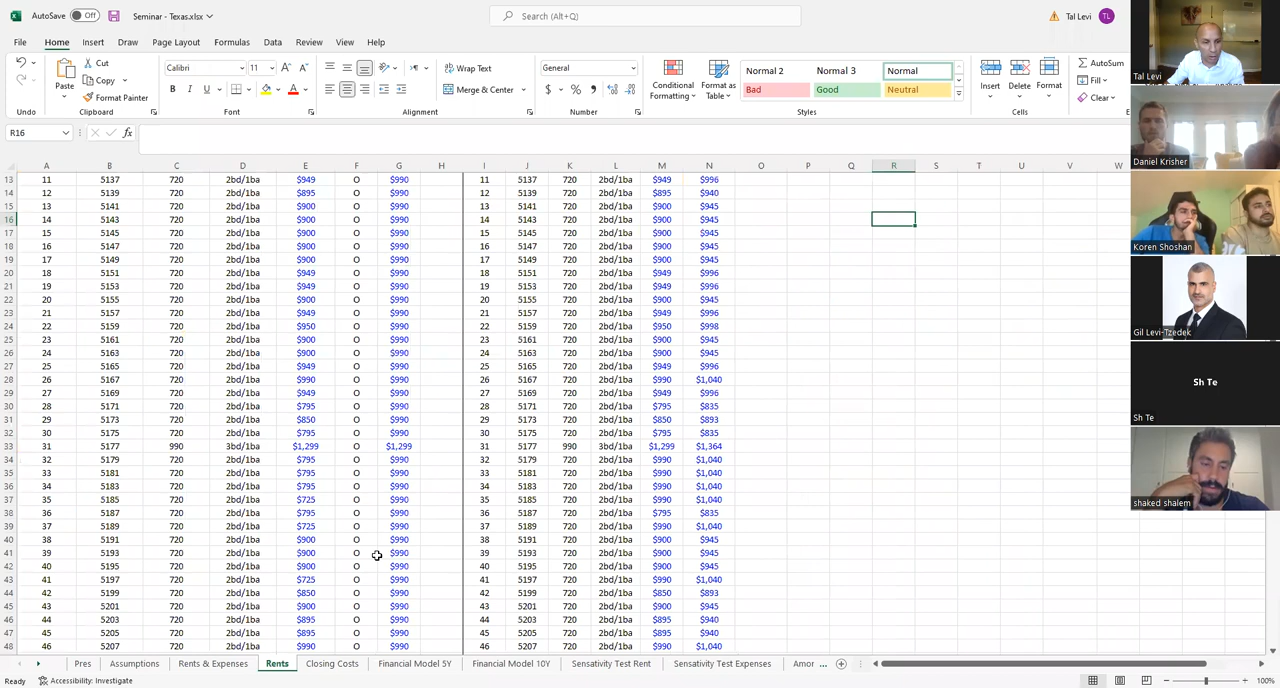 AutoSave Off Seminar - Texas.xlsx Search (Alt+Q) Tal Levi TL
File Home Insert Draw Page Layout Formulas Data Review View Help
Undo
Paste Cut Copy Format Painter
Clipboard
Calibri 11
B I U
Font
Wrap Text
Merge & Center
Alignment
General
$ % 9
Number
Conditional Formatting
Format as Table
Normal 2 Normal 3 Normal
Bad Good Neutral
Styles
Insert Delete Format
Cells
AutoSum
Fill
Clear
R16 fx
A B C D E F G H I J K L M N O P Q R S T U V W
13 11 5137 720 2bd/1ba $949 O $990 11 5137 720 2bd/1ba $949 $996
14 12 5139 720 2bd/1ba $895 O $990 12 5139 720 2bd/1ba $895 $940
15 13 5141 720 2bd/1ba $900 O $990 13 5141 720 2bd/1ba $900 $945
16 14 5143 720 2bd/1ba $900 O $990 14 5143 720 2bd/1ba $900 $945
17 15 5145 720 2bd/1ba $900 O $990 15 5145 720 2bd/1ba $900 $945
18 16 5147 720 2bd/1ba $900 O $990 16 5147 720 2bd/1ba $900 $945
19 17 5149 720 2bd/1ba $900 O $990 17 5149 720 2bd/1ba $900 $945
20 18 5151 720 2bd/1ba $949 O $990 18 5151 720 2bd/1ba $949 $996
21 19 5153 720 2bd/1ba $949 O $990 19 5153 720 2bd/1ba $949 $996
22 20 5155 720 2bd/1ba $900 O $990 20 5155 720 2bd/1ba $900 $945
23 21 5157 720 2bd/1ba $949 O $990 21 5157 720 2bd/1ba $949 $996
24 22 5159 720 2bd/1ba $950 O $990 22 5159 720 2bd/1ba $950 $998
25 23 5161 720 2bd/1ba $900 O $990 23 5161 720 2bd/1ba $900 $945
26 24 5163 720 2bd/1ba $900 O $990 24 5163 720 2bd/1ba $900 $945
27 25 5165 720 2bd/1ba $949 O $990 25 5165 720 2bd/1ba $949 $996
28 26 5167 720 2bd/1ba $990 O $990 26 5167 720 2bd/1ba $990 $1,040
29 27 5169 720 2bd/1ba $949 O $990 27 5169 720 2bd/1ba $949 $996
30 28 5171 720 2bd/1ba $795 O $990 28 5171 720 2bd/1ba $795 $835
31 29 5173 720 2bd/1ba $850 O $990 29 5173 720 2bd/1ba $850 $893
32 30 5175 720 2bd/1ba $795 O $990 30 5175 720 2bd/1ba $795 $835
33 31 5177 990 3bd/1ba $1,299 O $1,299 31 5177 990 3bd/1ba $1,299 $1,364
34 32 5179 720 2bd/1ba $795 O $990 32 5179 720 2bd/1ba $990 $1,040
35 33 5181 720 2bd/1ba $795 O $990 33 5181 720 2bd/1ba $990 $1,040
36 34 5183 720 2bd/1ba $795 O $990 34 5183 720 2bd/1ba $990 $1,040
37 35 5185 720 2bd/1ba $725 O $990 35 5185 720 2bd/1ba $990 $1,040
38 36 5187 720 2bd/1ba $795 O $990 36 5187 720 2bd/1ba $795 $835
39 37 5189 720 2bd/1ba $725 O $990 37 5189 720 2bd/1ba $990 $1,040
40 38 5191 720 2bd/1ba $900 O $990 38 5191 720 2bd/1ba $900 $945
41 39 5193 720 2bd/1ba $900 O $990 39 5193 720 2bd/1ba $900 $945
42 40 5195 720 2bd/1ba $900 O $990 40 5195 720 2bd/1ba $900 $945
43 41 5197 720 2bd/1ba $725 O $990 41 5197 720 2bd/1ba $990 $1,040
44 42 5199 720 2bd/1ba $850 O $990 42 5199 720 2bd/1ba $850 $893
45 43 5201 720 2bd/1ba $900 O $990 43 5201 720 2bd/1ba $900 $945
46 44 5203 720 2bd/1ba $895 O $990 44 5203 720 2bd/1ba $895 $940
47 45 5205 720 2bd/1ba $895 O $990 45 5205 720 2bd/1ba $895 $940
48 46 5207 720 2bd/1ba $990 O $990 46 5207 720 2bd/1ba $990 $1,040
Pres Assumptions Rents & Expenses Rents Closing Costs Financial Model 5Y Financial Model 10Y Sensativity Test Rent Sensativity Test Expenses Amor ...
Ready Accessibility: Investigate 100%
Tal Levi
Daniel Krisher
Koren Shoshan
Gil Levi-Tzedek
Sh Te
Sh Te
shaked shalem